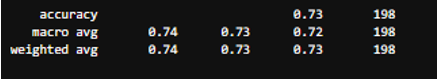 accuracy 0.73 198
macro avg 0.74 0.73 0.72 198
weighted avg 0.74 0.73 0.73 198